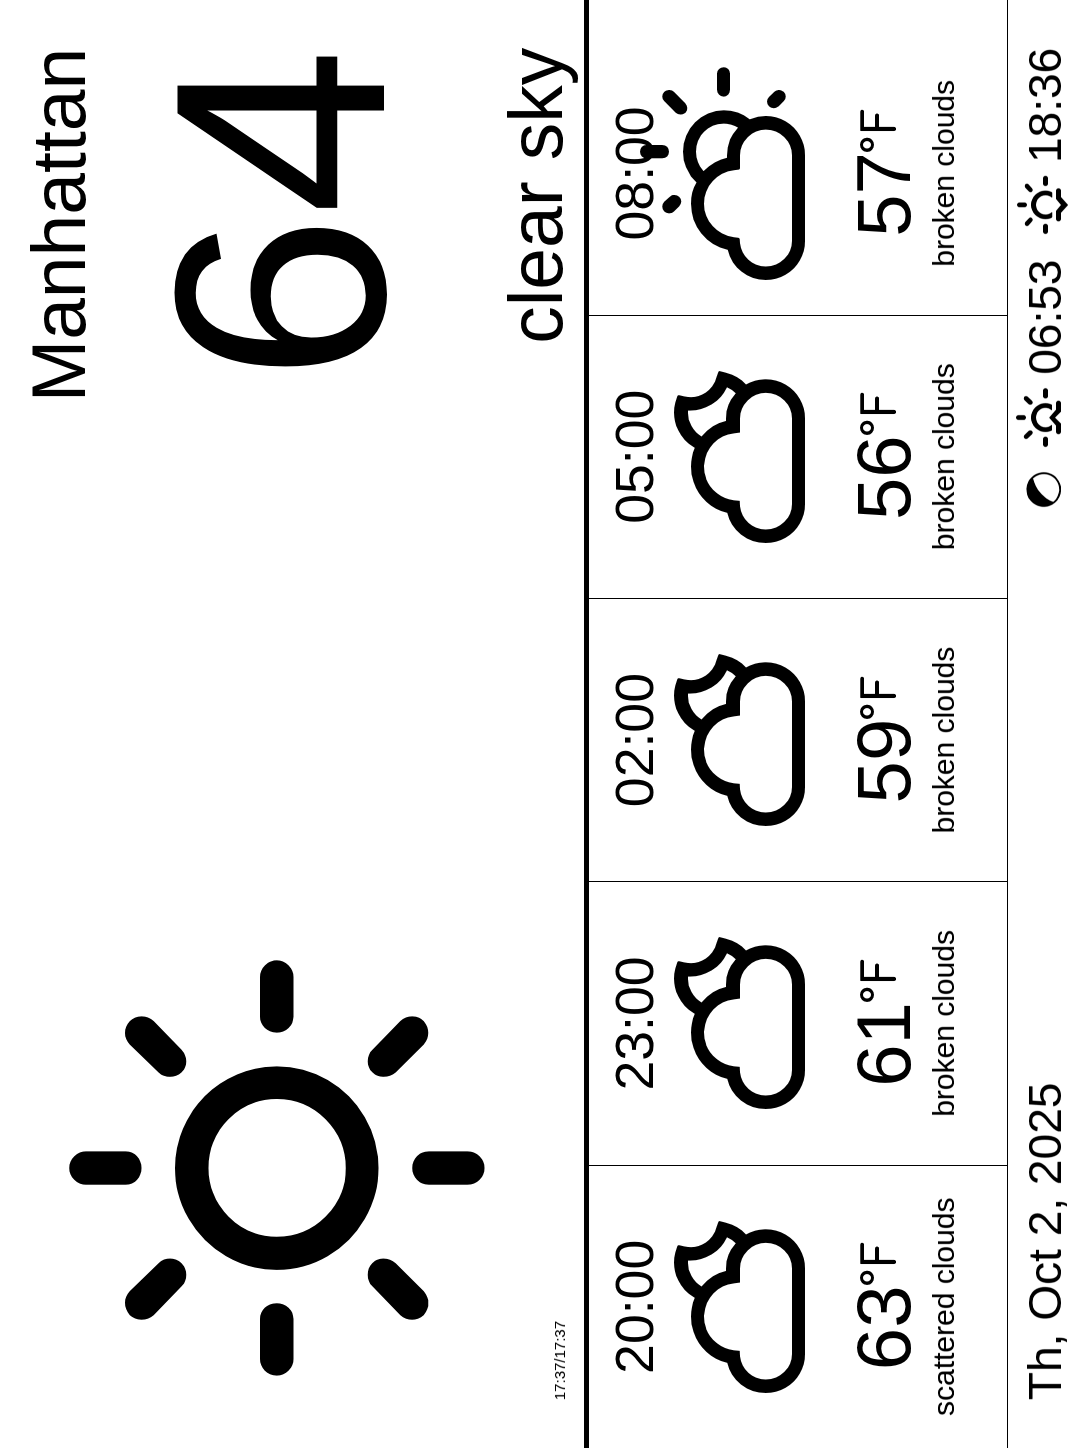 Manhattan
64
clear sky
17:37/17:37
20:00
63°F
scattered clouds
23:00
61°F
broken clouds
02:00
59°F
broken clouds
05:00
56°F
broken clouds
08:00
57°F
broken clouds
Th, Oct 2, 2025
06:53
18:36